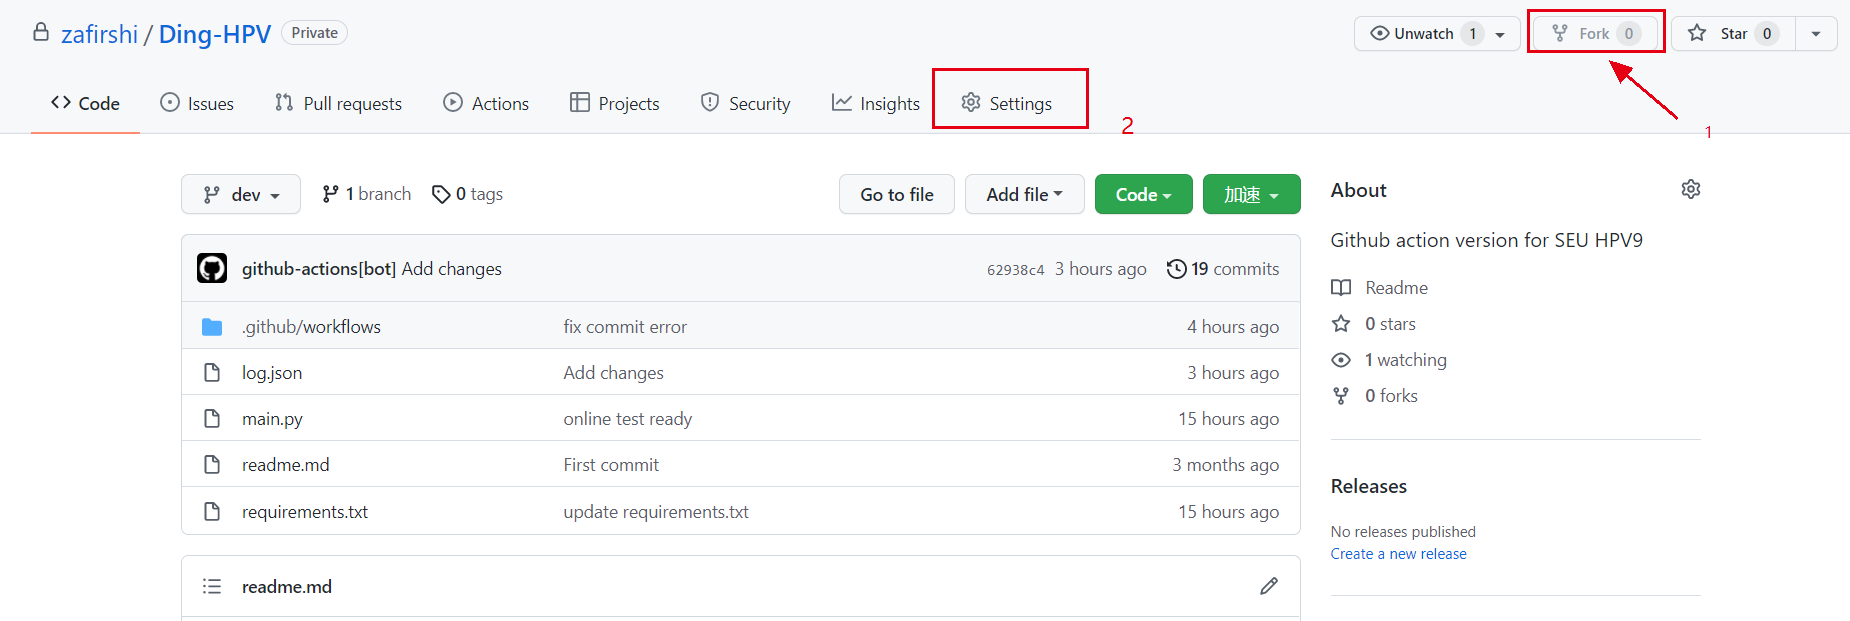 zafirshi / Ding-HPV Private Unwatch 1 Fork 0 Star 0
Code Issues Pull requests Actions Projects Security Insights Settings 2 1
dev 1 branch 0 tags Go to file Add file Code 加速
github-actions[bot] Add changes 62938c4 3 hours ago 19 commits
.github/workflows fix commit error 4 hours ago
log.json Add changes 3 hours ago
main.py online test ready 15 hours ago
readme.md First commit 3 months ago
requirements.txt update requirements.txt 15 hours ago
readme.md
About
Github action version for SEU HPV9
Readme
0 stars
1 watching
0 forks
Releases
No releases published
Create a new release